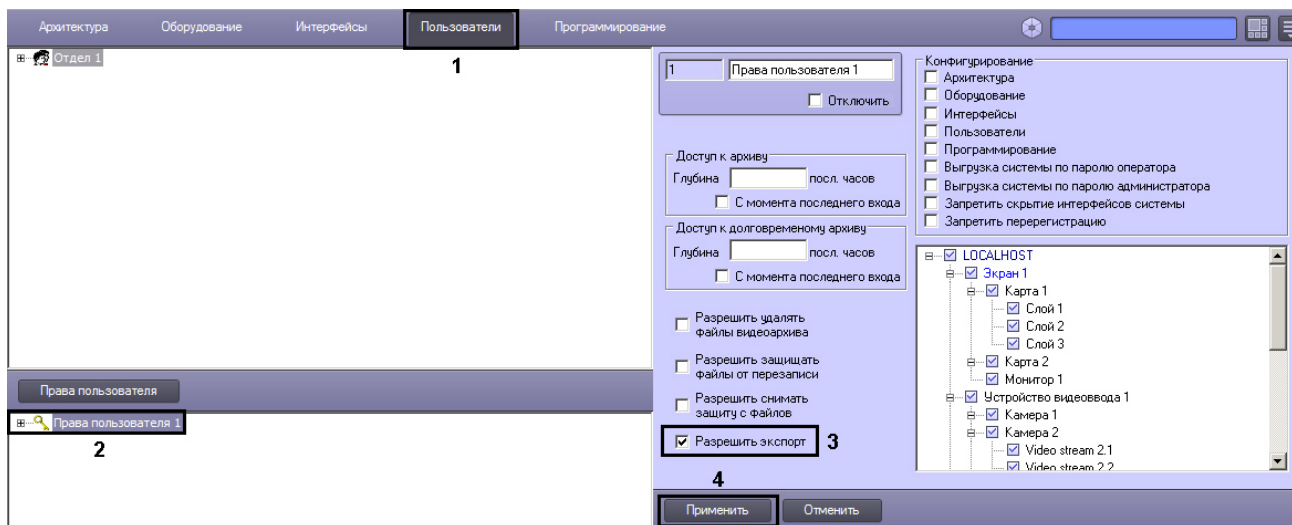 Архитектура Оборудование Интерфейсы Пользователи Программирование
1
Отдел 1
Права пользователя
Права пользователя 1
2
1 Права пользователя 1
Отключить
Доступ к архиву
Глубина посл. часов
С момента последнего входа
Доступ к долговременому архиву
Глубина посл. часов
С момента последнего входа
Разрешить удалять
файлы видеоархива
Разрешить защищать
файлы от перезаписи
Разрешить снимать
защиту с файлов
Разрешить экспорт 3
4
Применить Отменить
Конфигурирование
Архитектура
Оборудование
Интерфейсы
Пользователи
Программирование
Выгрузка системы по паролю оператора
Выгрузка системы по паролю администратора
Запретить скрытие интерфейсов системы
Запретить перерегистрацию
LOCALHOST
Экран 1
Карта 1
Слой 1
Слой 2
Слой 3
Карта 2
Монитор 1
Устройство видеоввода 1
Камера 1
Камера 2
Video stream 2.1
Video stream 2.2